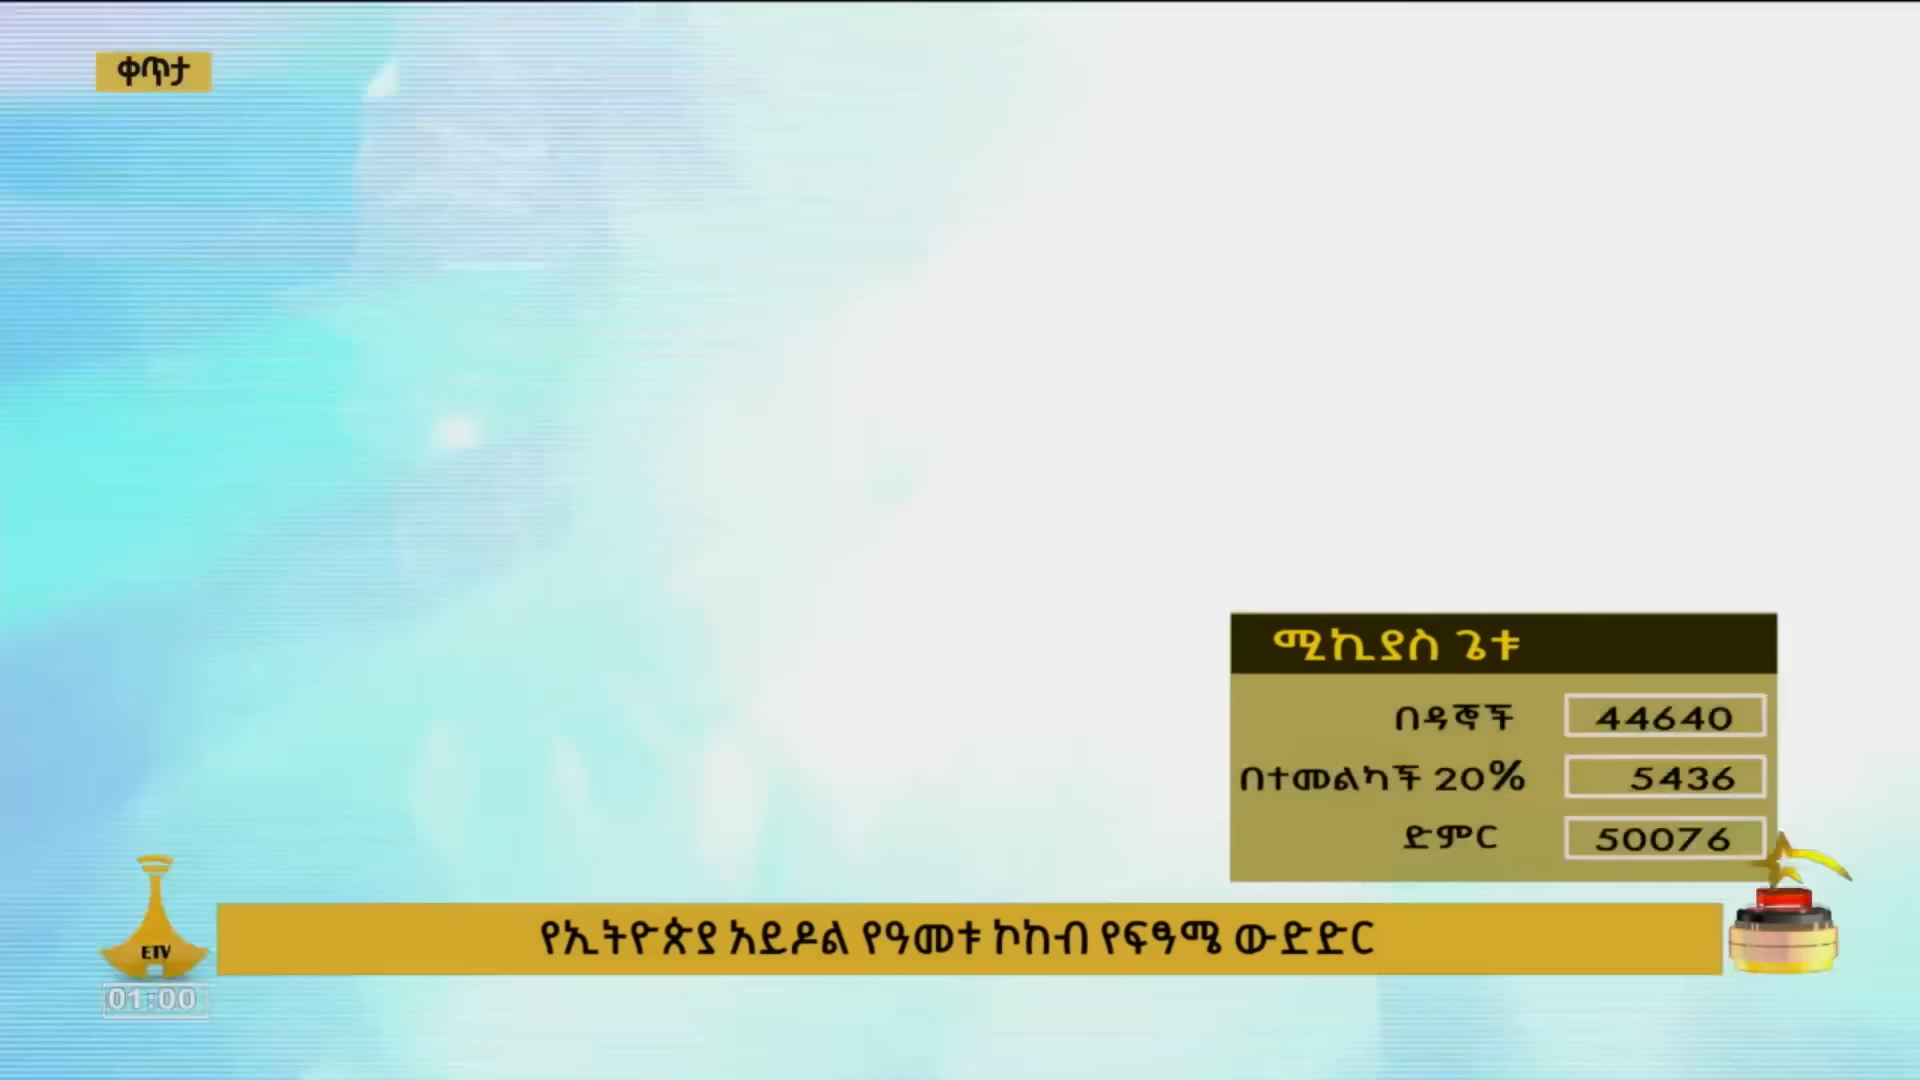 ቀጥታ
ሚኪያስ ጌቱ
በዳኞች 44640
በተመልካች 20% 5436
ድምር 50076
የኢትዮጵያ አይዶል የዓመቱ ኮከብ የፍፃሜ ውድድር
ETV
01:00